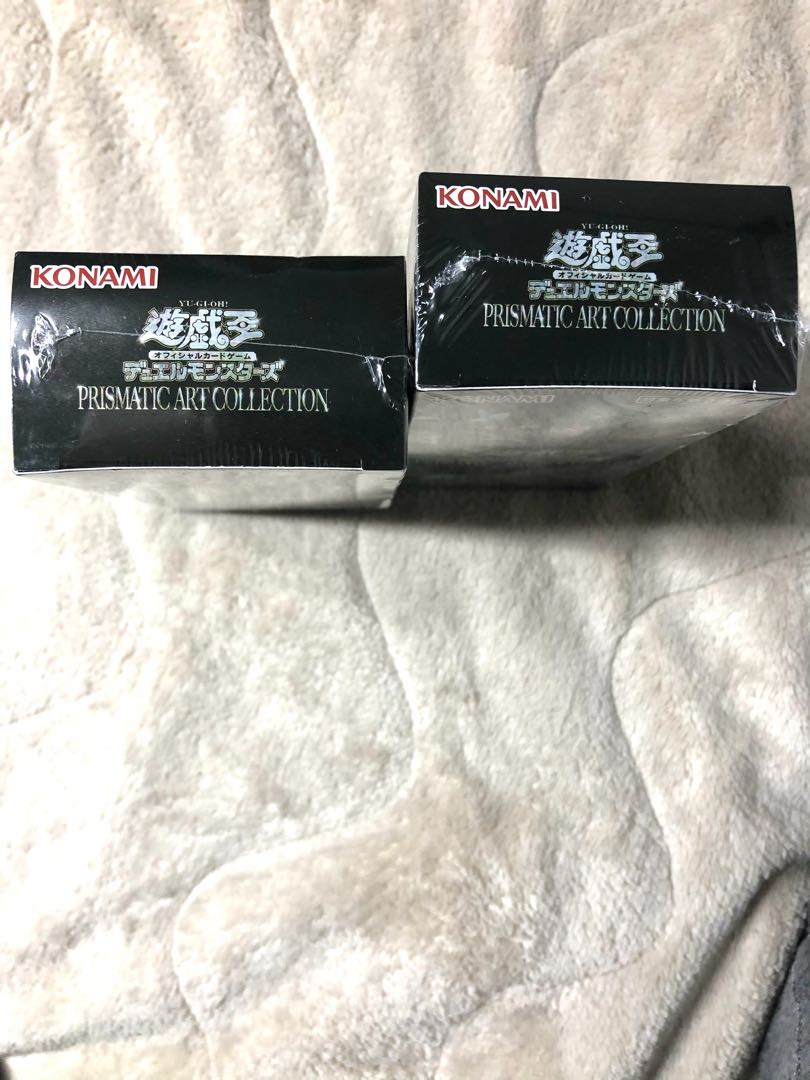 KONAMI
YU-GI-OH!
遊戯王
オフィシャルカードゲーム
デュエルモンスターズ
PRISMATIC ART COLLECTION
KONAMI
YU-GI-OH!
遊戯王
オフィシャルカードゲーム
デュエルモンスターズ
PRISMATIC ART COLLECTION
KONAMI